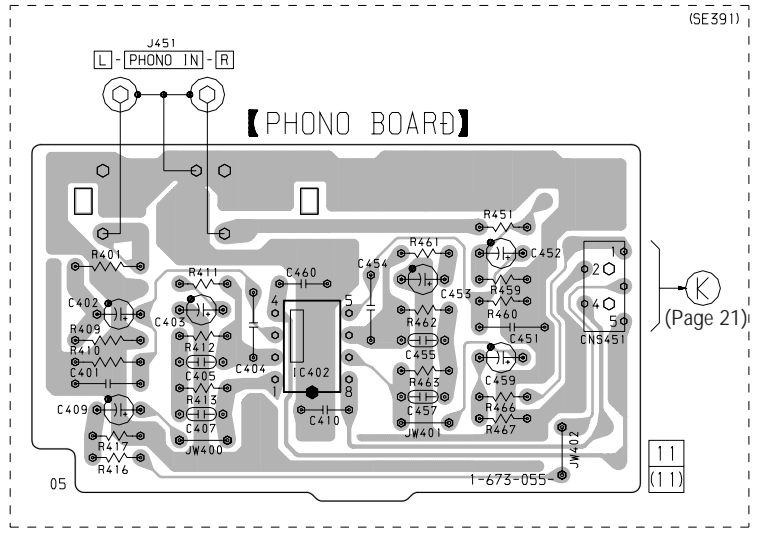 (SE391)
J451
L - PHONO IN - R
【PHONO BOARD】
R451
R461
C454
C452
R401
R411
C460
1
2
C453
R459
4
5
C402
R460
4
K
(Page 21)
C403
R462
C451
5
R409
CNS451
R412
R410
C455
C404
IC402
C401
C405
R463
C459
1
8
R413
C457
R466
C409
C407
C410
R467
JW401
R417
JW400
JW402
R416
11
05
1-673-055-
(11)